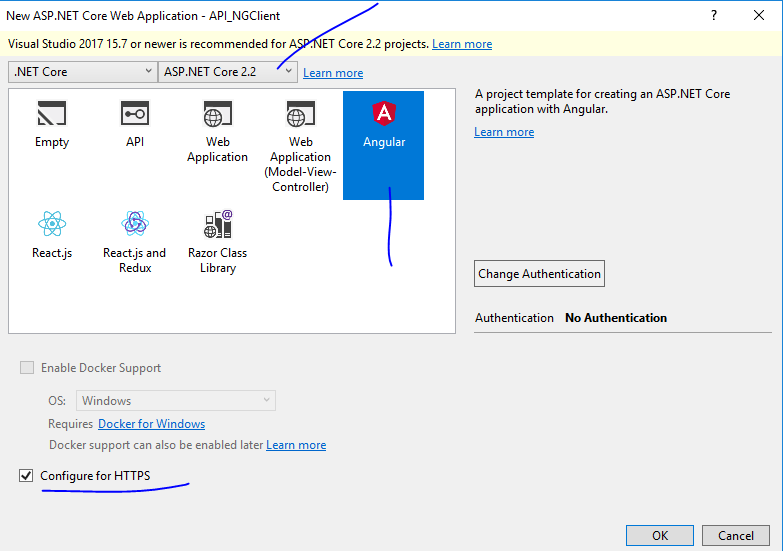 New ASP.NET Core Web Application - API_NGClient
Visual Studio 2017 15.7 or newer is recommended for ASP.NET Core 2.2 projects. Learn more
.NET Core
ASP.NET Core 2.2
Learn more
Empty
API
Web
Application
Web
Application
(Model-View-
Controller)
Angular
React.js
React.js and
Redux
Razor Class
Library
A project template for creating an ASP.NET Core
application with Angular.
Learn more
Change Authentication
Authentication No Authentication
Enable Docker Support
OS: Windows
Requires Docker for Windows
Docker support can also be enabled later Learn more
Configure for HTTPS
OK
Cancel